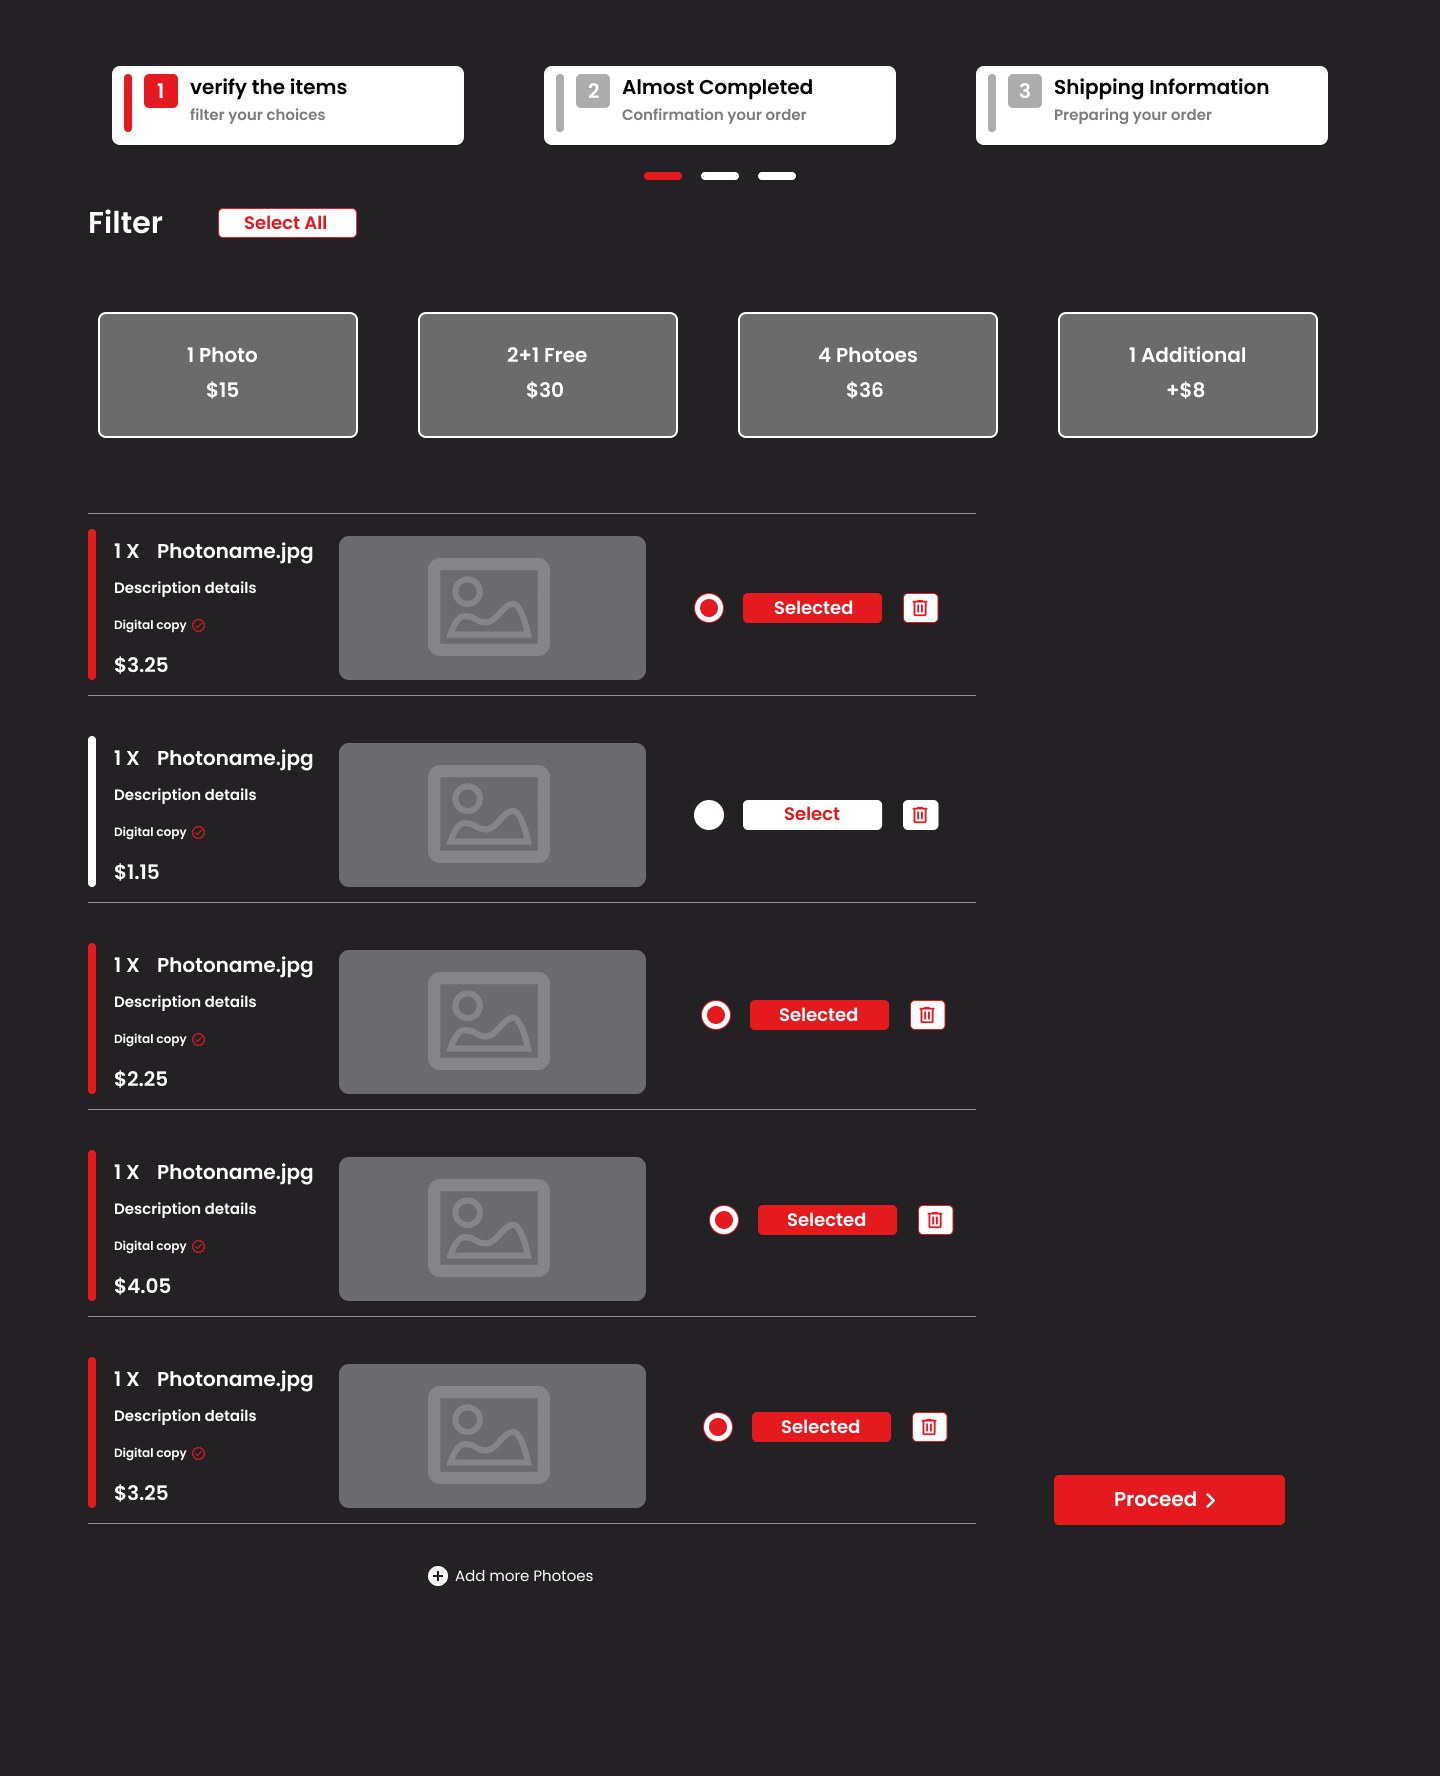 1
verify the items
filter your choices
2
Almost Completed
Confirmation your order
3
Shipping Information
Preparing your order
Filter
Select All
1 Photo
$15
2+1 Free
$30
4 Photoes
$36
1 Additional
+$8
1 X Photoname.jpg
Description details
Digital copy
$3.25
Selected
1 X Photoname.jpg
Description details
Digital copy
$1.15
Select
1 X Photoname.jpg
Description details
Digital copy
$2.25
Selected
1 X Photoname.jpg
Description details
Digital copy
$4.05
Selected
1 X Photoname.jpg
Description details
Digital copy
$3.25
Selected
Proceed
Add more Photoes